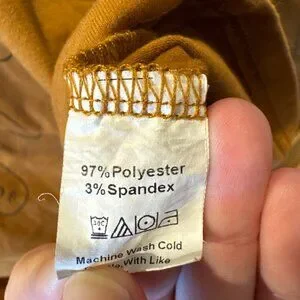 97%Polyester
3%Spandex
Machine Wash Cold
With Like